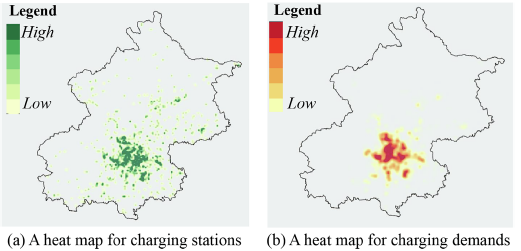 Legend
High
Low
(a) A heat map for charging stations
Legend
High
Low
(b) A heat map for charging demands